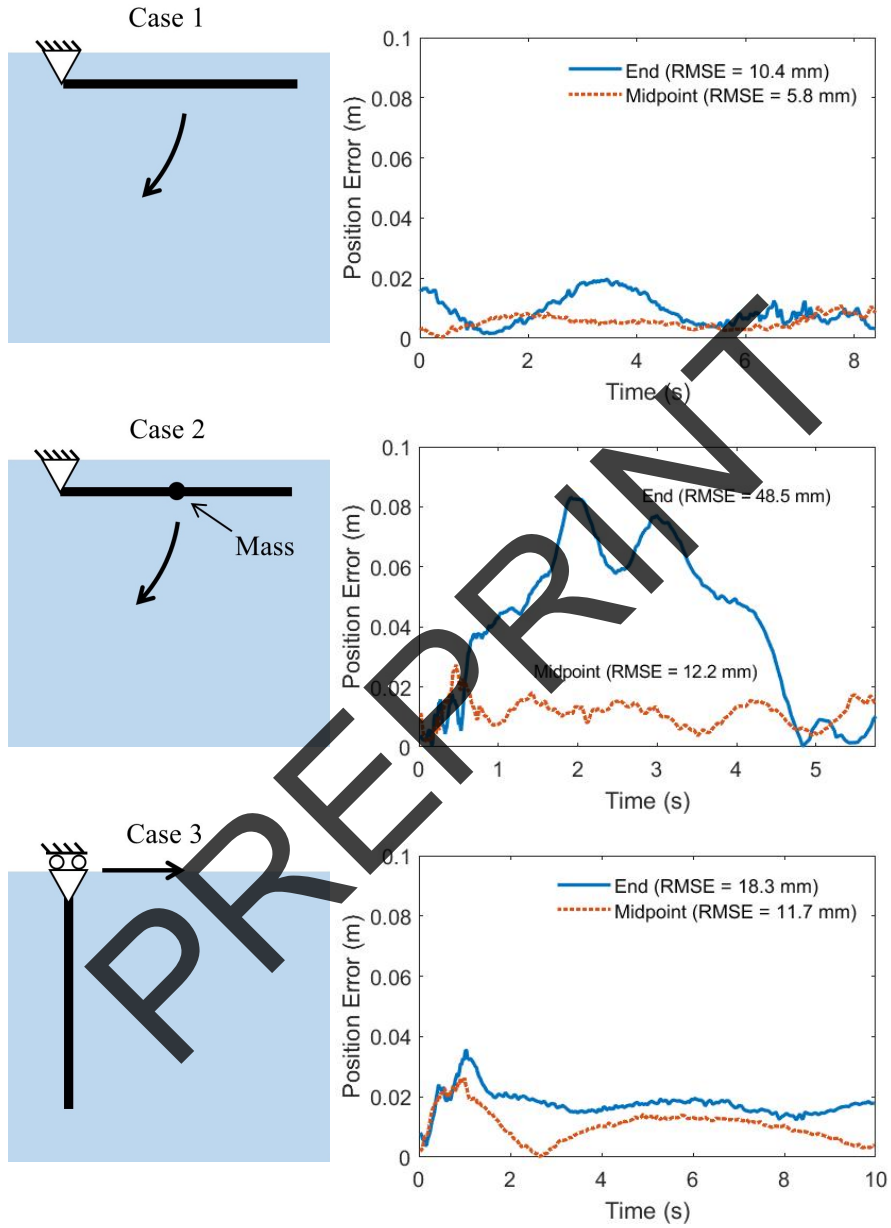 Case 1
0.1
0.08
0.06
0.04
0.02
0
Position Error (m)
End (RMSE = 10.4 mm)
Midpoint (RMSE = 5.8 mm)
0 2 4 6 8
Time (s)
Case 2
Mass
0.1
0.08
0.06
0.04
0.02
0
Position Error (m)
End (RMSE = 48.5 mm)
Midpoint (RMSE = 12.2 mm)
0 1 2 3 4 5
Time (s)
Case 3
0.1
0.08
0.06
0.04
0.02
0
Position Error (m)
End (RMSE = 18.3 mm)
Midpoint (RMSE = 11.7 mm)
0 2 4 6 8 10
Time (s)
PREPRINT